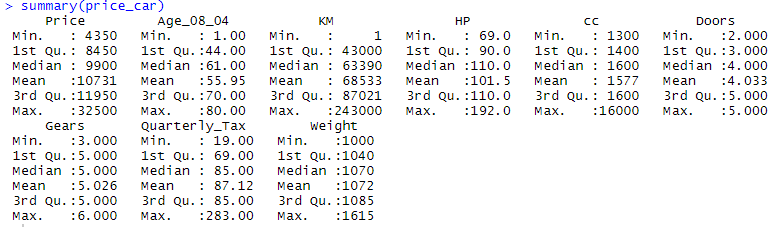 > summary(price_car)
     Price         Age_08_04           KM               HP              cc            Doors
 Min.   : 4350   Min.   : 1.00   Min.   :     1   Min.   : 69.0   Min.   : 1300   Min.   :2.000
 1st Qu.: 8450   1st Qu.:44.00   1st Qu.: 43000   1st Qu.: 90.0   1st Qu.: 1400   1st Qu.:3.000
 Median : 9900   Median :61.00   Median : 63390   Median :110.0   Median : 1600   Median :4.000
 Mean   :10731   Mean   :55.95   Mean   : 68533   Mean   :101.5   Mean   : 1577   Mean   :4.033
 3rd Qu.:11950   3rd Qu.:70.00   3rd Qu.: 87021   3rd Qu.:110.0   3rd Qu.: 1600   3rd Qu.:5.000
 Max.   :32500   Max.   :80.00   Max.   :243000   Max.   :192.0   Max.   :16000   Max.   :5.000
     Gears       Quarterly_Tax        Weight
 Min.   :3.000   Min.   : 19.00   Min.   :1000
 1st Qu.:5.000   1st Qu.: 69.00   1st Qu.:1040
 Median :5.000   Median : 85.00   Median :1070
 Mean   :5.026   Mean   : 87.12   Mean   :1072
 3rd Qu.:5.000   3rd Qu.: 85.00   3rd Qu.:1085
 Max.   :6.000   Max.   :283.00   Max.   :1615